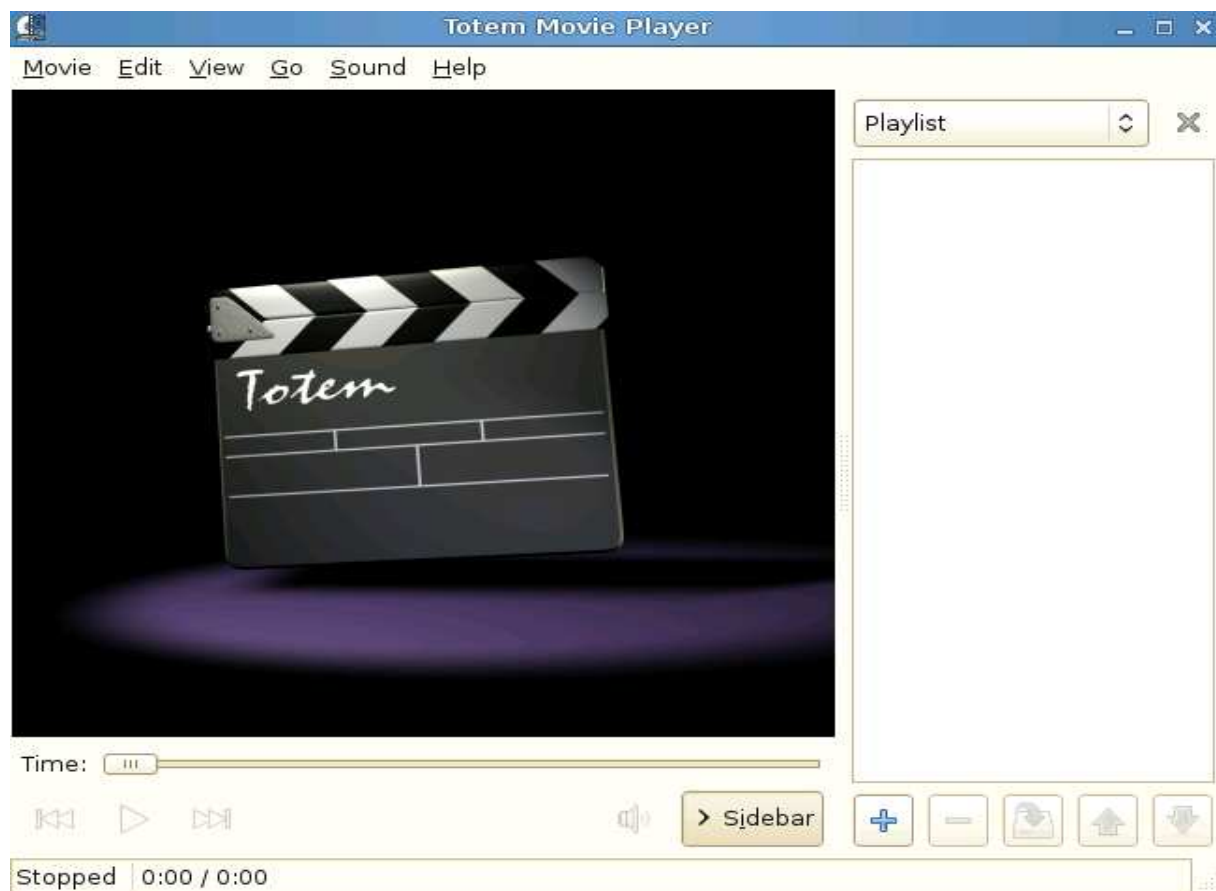 Totem Movie Player
Movie Edit View Go Sound Help
Playlist
Totem
Time:
Sidebar
Stopped 0:00 / 0:00